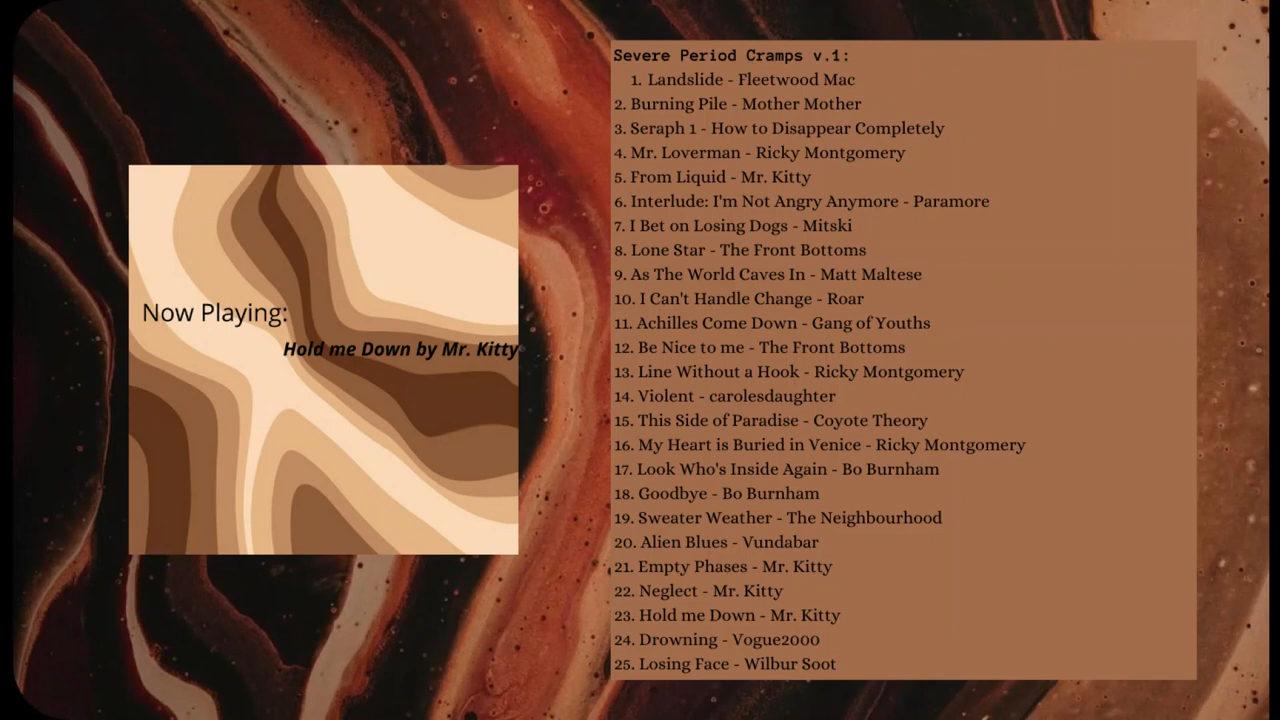 Severe Period Cramps v.1:
1. Landslide - Fleetwood Mac
2. Burning Pile - Mother Mother
3. Seraph 1 - How to Disappear Completely
4. Mr. Loverman - Ricky Montgomery
5. From Liquid - Mr. Kitty
6. Interlude: I'm Not Angry Anymore - Paramore
7. I Bet on Losing Dogs - Mitski
8. Lone Star - The Front Bottoms
9. As The World Caves In - Matt Maltese
10. I Can't Handle Change - Roar
11. Achilles Come Down - Gang of Youths
12. Be Nice to me - The Front Bottoms
13. Line Without a Hook - Ricky Montgomery
14. Violent - carolesdaughter
15. This Side of Paradise - Coyote Theory
16. My Heart is Buried in Venice - Ricky Montgomery
17. Look Who's Inside Again - Bo Burnham
18. Goodbye - Bo Burnham
19. Sweater Weather - The Neighbourhood
20. Alien Blues - Vundabar
21. Empty Phases - Mr. Kitty
22. Neglect - Mr. Kitty
23. Hold me Down - Mr. Kitty
24. Drowning - Vogue2000
25. Losing Face - Wilbur Soot
Now Playing:
Hold me Down by Mr. Kitty